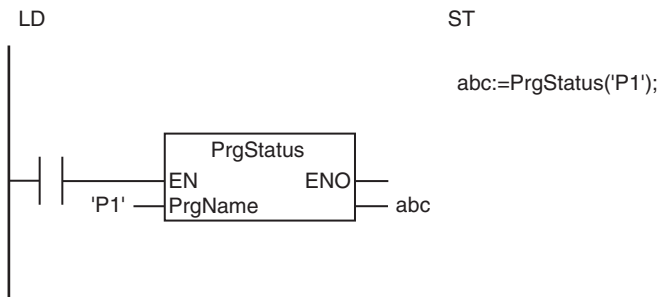 LD
ST
abc:=PrgStatus('P1');
PrgStatus
EN ENO
'P1' PrgName abc